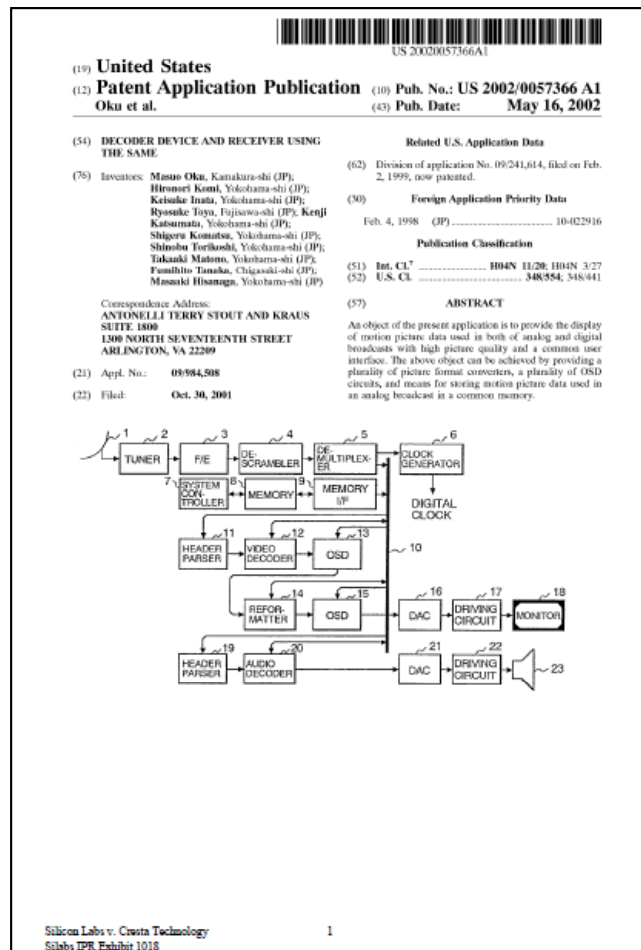 US 20020057366A1
(19) United States
(12) Patent Application Publication
Oku et al.
(10) Pub. No.: US 2002/0057366 A1
(43) Pub. Date: May 16, 2002
(54) DECODER DEVICE AND RECEIVER USING
THE SAME
(76) Inventors: Masuo Oku, Kamakura-shi (JP);
Hironori Komi, Yokohama-shi (JP);
Keisuke Inata, Yokohama-shi (JP);
Ryosuke Toya, Fujisawa-shi (JP); Kenji
Katsumata, Yokohama-shi (JP);
Shigeru Komatsu, Yokohama-shi (JP);
Shinobu Torikoshi, Yokohama-shi (JP);
Takaaki Matono, Yokohama-shi (JP);
Fumihito Tanaka, Chigasaki-shi (JP);
Masaaki Hisanaga, Yokohama-shi (JP)
Correspondence Address:
ANTONELLI TERRY STOUT AND KRAUS
SUITE 1800
1300 NORTH SEVENTEENTH STREET
ARLINGTON, VA 22209
(21) Appl. No.: 09/984,508
(22) Filed: Oct. 30, 2001
Related U.S. Application Data
(62) Division of application No. 09/241,614, filed on Feb.
2, 1999, now patented.
(30) Foreign Application Priority Data
Feb. 4, 1998 (JP) ........................................ 10-022916
Publication Classification
(51) Int. Cl.7 ............................ H04N 11/20; H04N 3/27
(52) U.S. Cl. ........................................ 348/554; 348/441
(57) ABSTRACT
An object of the present application is to provide the display
of motion picture data used in both of analog and digital
broadcasts with high picture quality and a common user
interface. The above object can be achieved by providing a
plurality of picture format converters, a plurality of OSD
circuits, and means for storing motion picture data used in
an analog broadcast in a common memory.
1 2 3 4 5 6
TUNER F/E DE-SCRAMBLER DE-MULTIPLEXER CLOCK GENERATOR
7 8 9
SYSTEM CONTROLLER MEMORY MEMORY I/F DIGITAL CLOCK
11 12 13 10
HEADER PARSER VIDEO DECODER OSD
14 15 16 17 18
REFORMATTER OSD DAC DRIVING CIRCUIT MONITOR
19 20 21 22 23
HEADER PARSER AUDIO DECODER DAC DRIVING CIRCUIT
Silicon Labs v. Cresta Technology 1
Silabs IPR Exhibit 1018